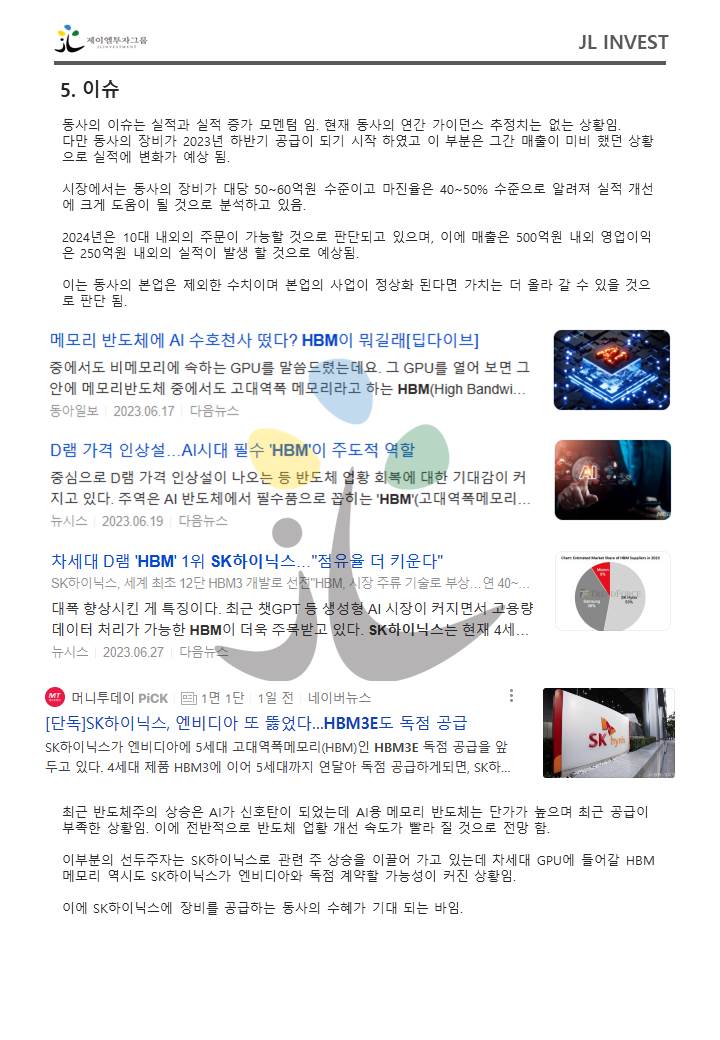 제이엘투자그룹
JLINVESTMENT
JL INVEST
5. 이슈
동사의 이슈는 실적과 실적 증가 모멘텀 임. 현재 동사의 연간 가이던스 추정치는 없는 상황임.
다만 동사의 장비가 2023년 하반기 공급이 되기 시작 하였고 이 부분은 그간 매출이 미비 했던 상황
으로 실적에 변화가 예상 됨.
시장에서는 동사의 장비가 대당 50~60억원 수준이고 마진율은 40~50% 수준으로 알려져 실적 개선
에 크게 도움이 될 것으로 분석하고 있음.
2024년은 10대 내외의 주문이 가능할 것으로 판단되고 있으며, 이에 매출은 500억원 내외 영업이익
은 250억원 내외의 실적이 발생 할 것으로 예상됨.
이는 동사의 본업은 제외한 수치이며 본업의 사업이 정상화 된다면 가치는 더 올라 갈 수 있을 것으
로 판단 됨.
메모리 반도체에 AI 수호천사 떴다? HBM이 뭐길래[딥다이브]
중에서도 비메모리에 속하는 GPU를 말씀드렸는데요. 그 GPU를 열어 보면 그
안에 메모리반도체 중에서도 고대역폭 메모리라고 하는 HBM(High Bandwi...
동아일보 2023.06.17 다음뉴스
D램 가격 인상설...AI시대 필수 'HBM'이 주도적 역할
중심으로 D램 가격 인상설이 나오는 등 반도체 업황 회복에 대한 기대감이 커
지고 있다. 주역은 AI 반도체에서 필수품으로 꼽히는 'HBM'(고대역폭메모리...
뉴시스 2023.06.19 다음뉴스
AI
차세대 D램 'HBM' 1위 SK하이닉스..."점유율 더 키운다"
SK하이닉스, 세계 최초 12단 HBM3 개발로 선전"HBM, 시장 주류 기술로 부상...연 40~...
대폭 향상시킨 게 특징이다. 최근 챗GPT 등 생성형 AI 시장이 커지면서 고용량
데이터 처리가 가능한 HBM이 더욱 주목받고 있다. SK하이닉스는 현재 4세...
뉴시스 2023.06.27 다음뉴스
Chart: Estimated Market Share of HBM Suppliers in 2023
Micron
Samsung
SK hynix
TRENDFORCE
MT 머니투데이 PiCK 1면 1단 1일 전 네이버뉴스
[단독]SK하이닉스, 엔비디아 또 뚫었다...HBM3E도 독점 공급
SK하이닉스가 엔비디아에 5세대 고대역폭메모리(HBM)인 HBM3E 독점 공급을 앞
두고 있다. 4세대 제품 HBM3에 이어 5세대까지 연달아 독점 공급하게되면, SK하...
SK hynix
최근 반도체주의 상승은 AI가 신호탄이 되었는데 AI용 메모리 반도체는 단가가 높으며 최근 공급이
부족한 상황임. 이에 전반적으로 반도체 업황 개선 속도가 빨라 질 것으로 전망 함.
이부분의 선두주자는 SK하이닉스로 관련 주 상승을 이끌어 가고 있는데 차세대 GPU에 들어갈 HBM
메모리 역시도 SK하이닉스가 엔비디아와 독점 계약할 가능성이 커진 상황임.
이에 SK하이닉스에 장비를 공급하는 동사의 수혜가 기대 되는 바임.